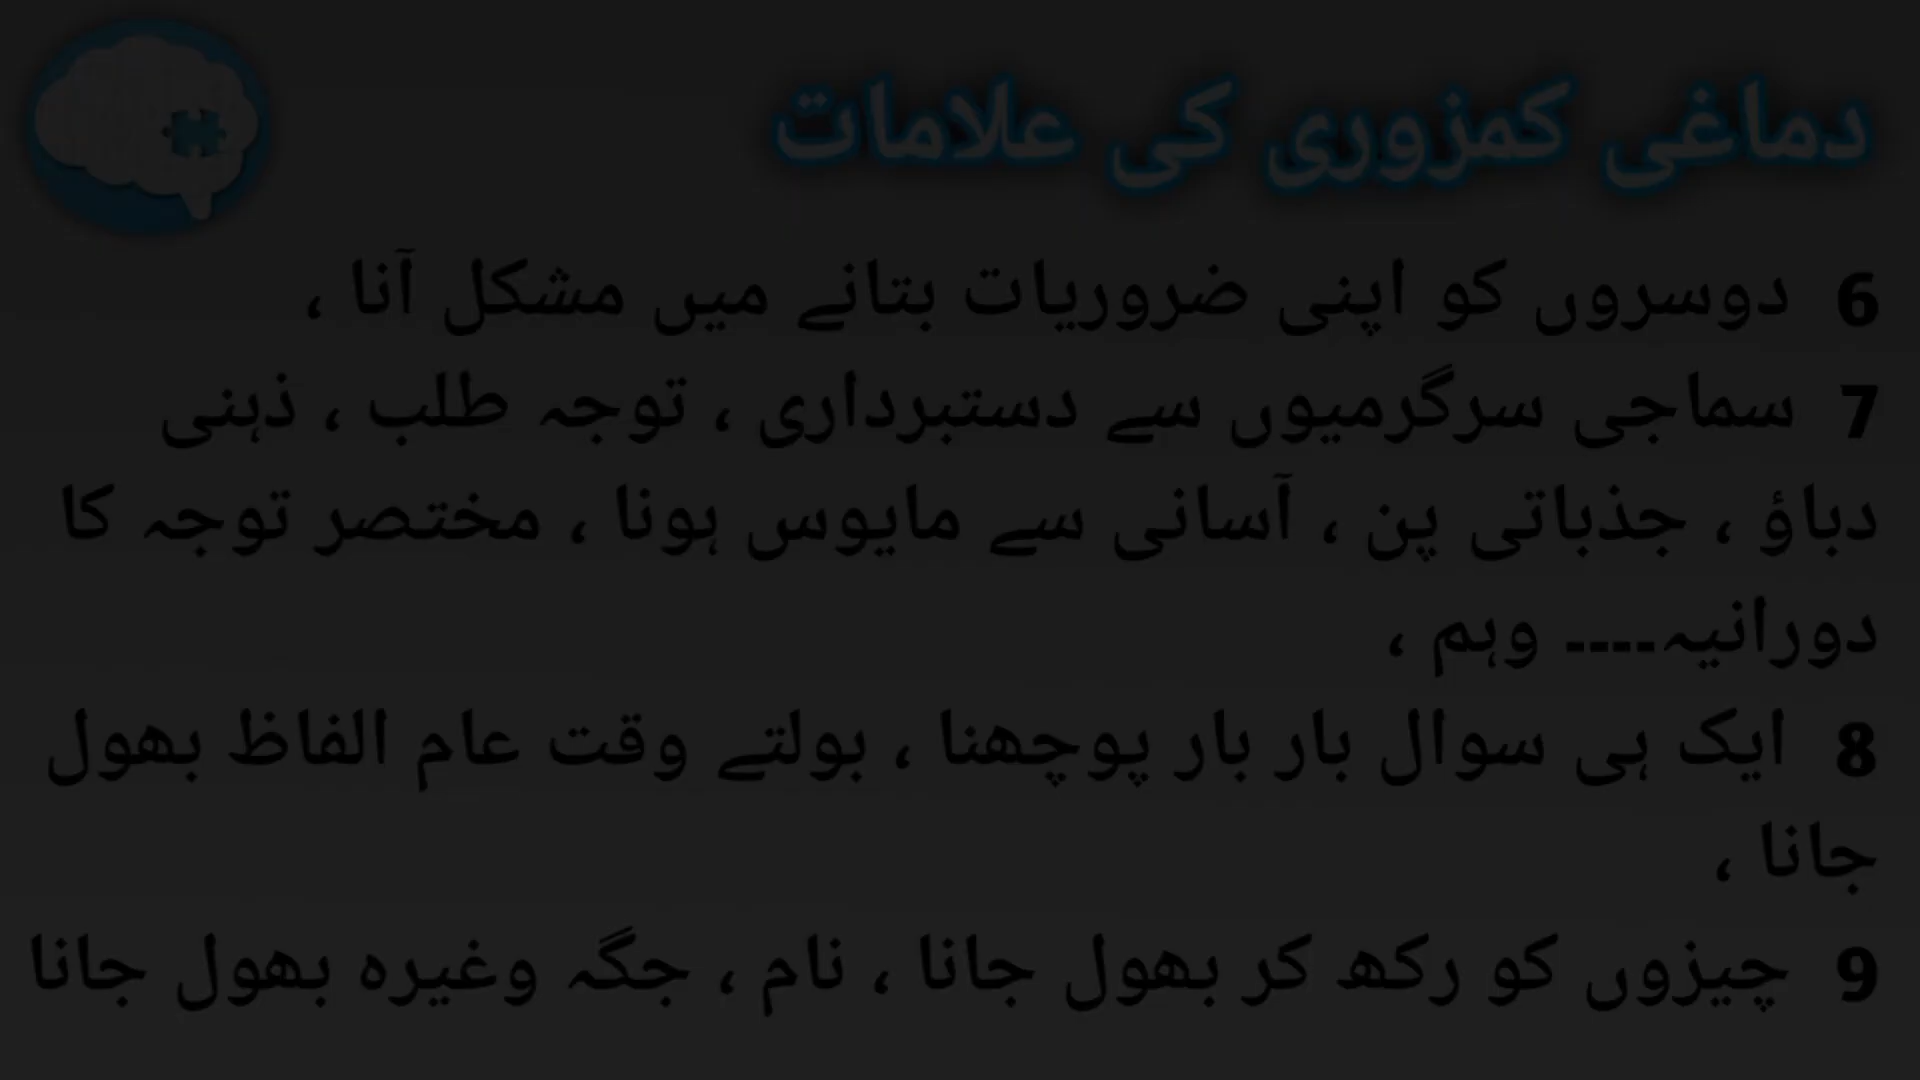 دماغی کمزوری کی علامات
6 دوسروں کو اپنی ضروریات بتانے میں مشکل آنا ،
7 سماجی سرگرمیوں سے دستبرداری ، توجہ طلب ، ذہنی
دباؤ ، جذباتی پن ، آسانی سے مایوس ہونا ، مختصر توجہ کا
دورانیہ---- وہم ،
8 ایک ہی سوال بار بار پوچھنا ، بولتے وقت عام الفاظ بھول
جانا ،
9 چیزوں کو رکھ کر بھول جانا ، نام ، جگہ وغیرہ بھول جانا